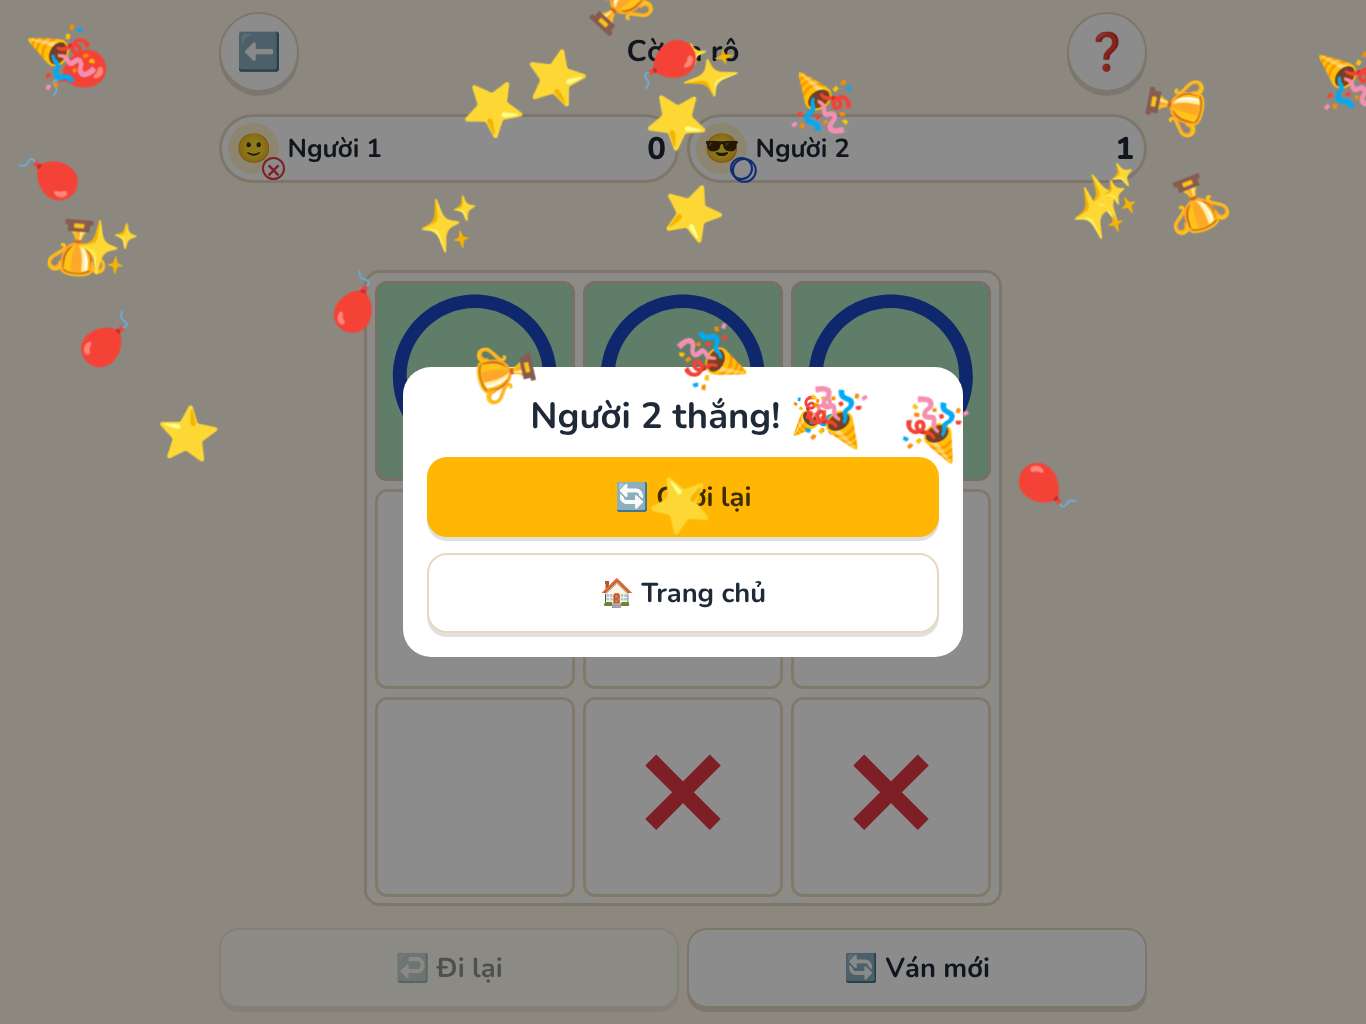 Người 1
0
Người 2
1
Người 2 thắng!
lại
Trang chủ
Đi lại
Ván mới